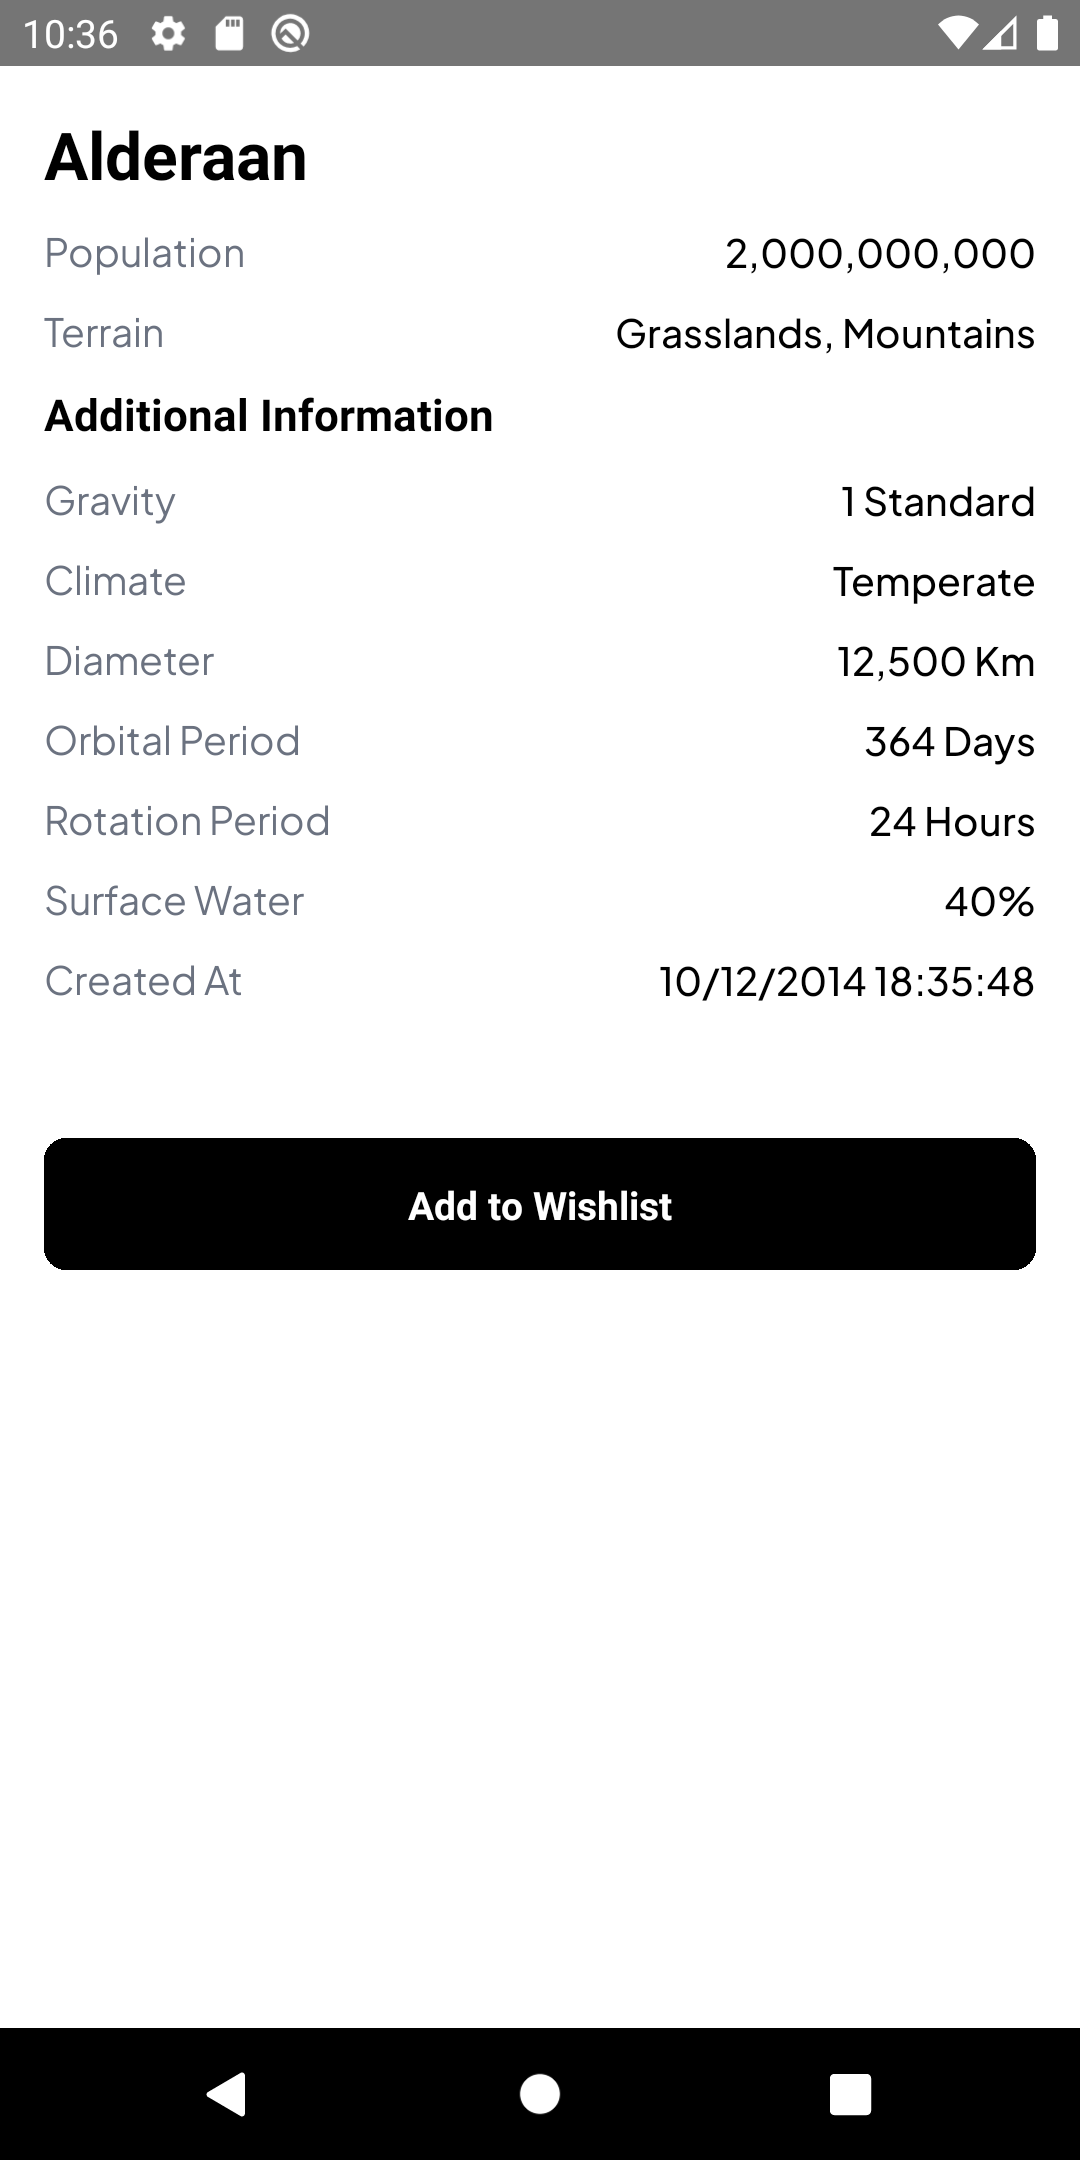 10:36
Alderaan
Population 2,000,000,000
Terrain Grasslands, Mountains
Additional Information
Gravity 1 Standard
Climate Temperate
Diameter 12,500 Km
Orbital Period 364 Days
Rotation Period 24 Hours
Surface Water 40%
Created At 10/12/2014 18:35:48
Add to Wishlist